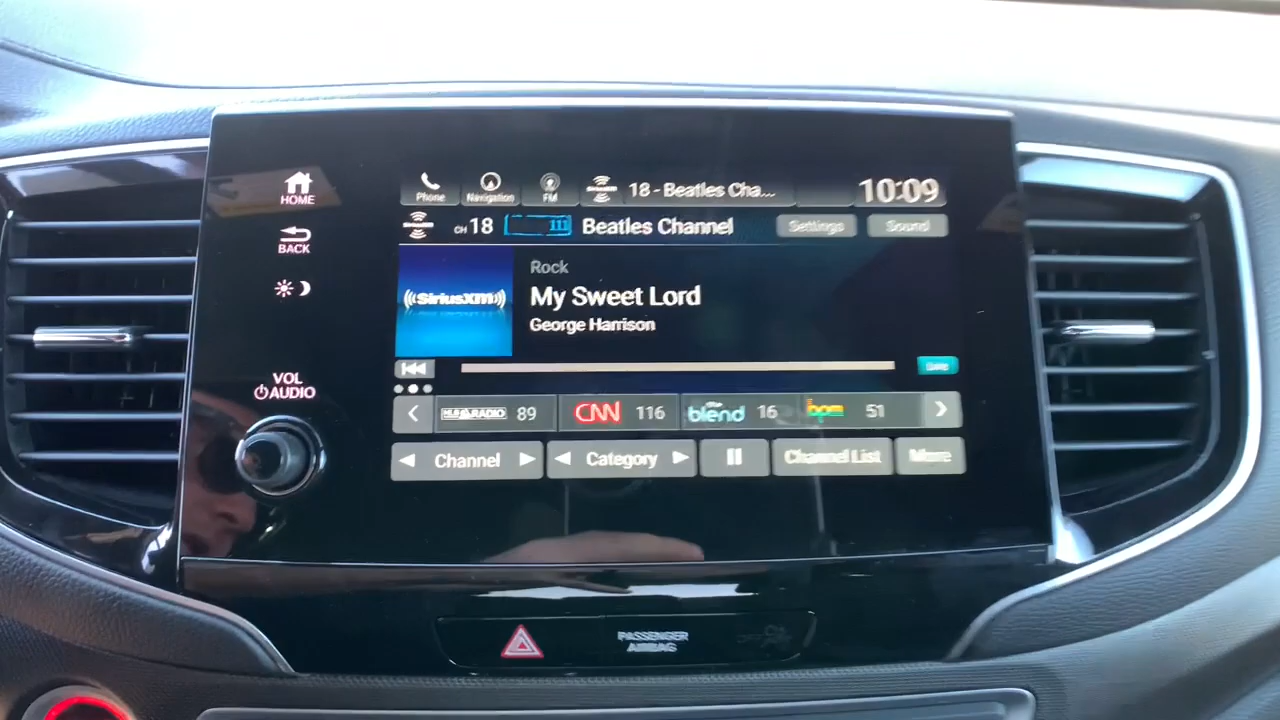 HOME
BACK
VOL
AUDIO
Phone
Navigation
FM
18 - Beatles Cha...
10:09
CH 18
Beatles Channel
Settings
Sound
SiriusXM
Rock
My Sweet Lord
George Harrison
RADIO 89
CNN 116
the blend 16
bpm 51
Channel
Category
Channel List
More
PASSENGER
AIRBAG